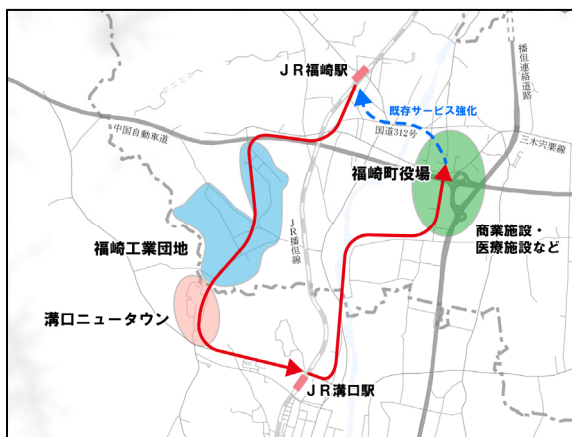 JR福崎駅
播但連絡道路
既存サービス強化
国道312号
中国自動車道
三木宍粟線
福崎町役場
商業施設・
医療施設など
JR播但線
福崎工業団地
溝口ニュータウン
JR溝口駅